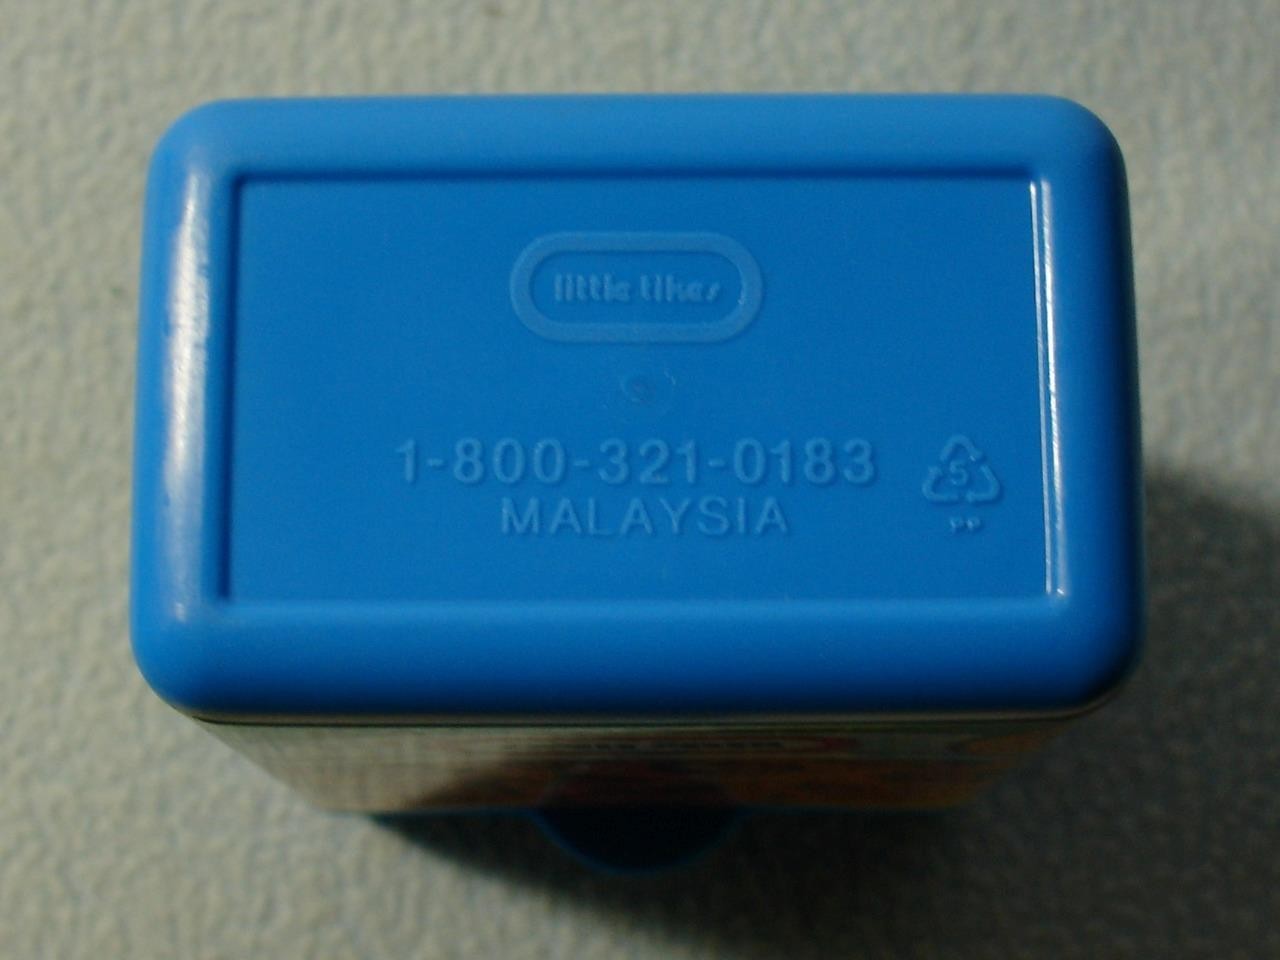 little tikes
1-800-321-0183
MALAYSIA
5
PP